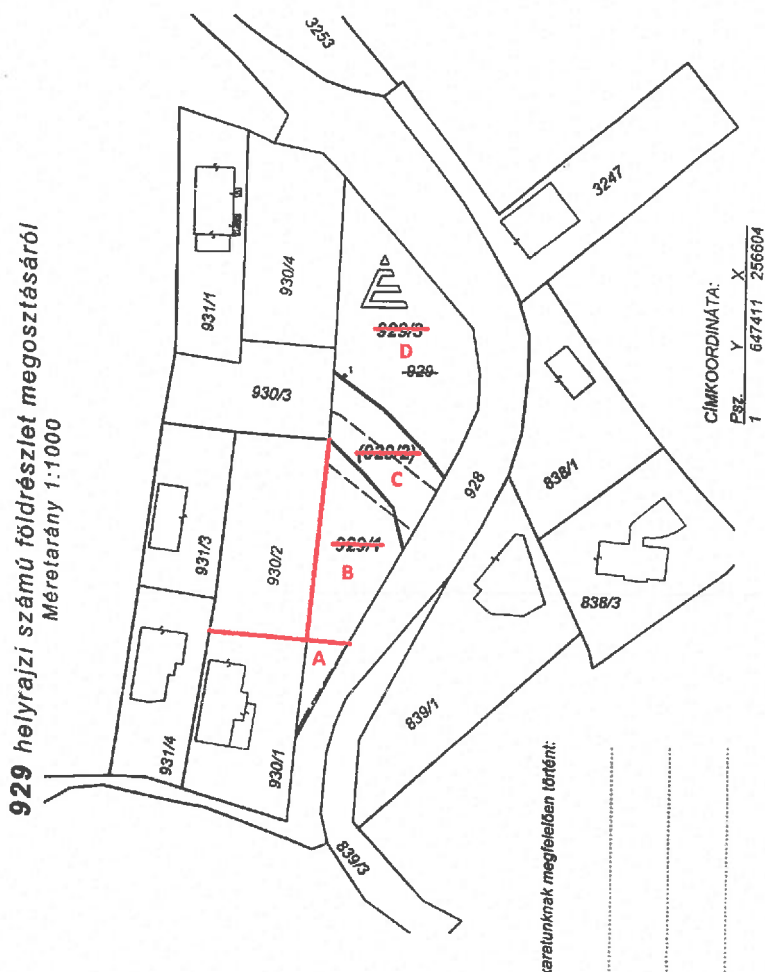 929 helyrajzi számú földrészlet megosztásáról
Méretarány 1:1000
3253
931/1
930/4
3247
929/3
D
929
1
930/3
(929/2)
C
928
838/1
931/3
930/2
929/1
B
A
838/3
931/4
930/1
839/1
839/3
CÍMKOORDINÁTA:
Psz. Y X
1 647411 256604
megfelelően történt: